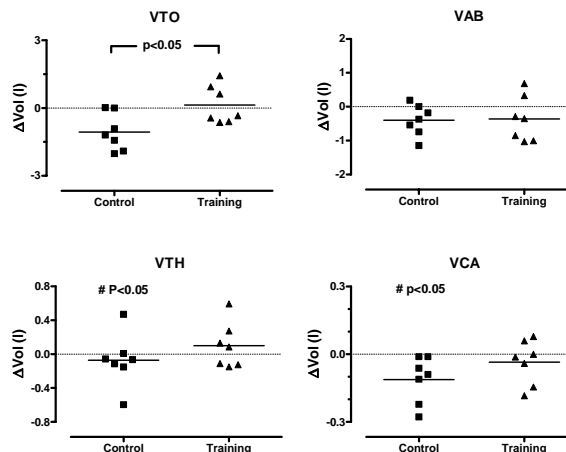 VTO
3
0
-3
ΔVol (l)
p<0.05
Control
Training
VAB
2
1
0
-1
-2
ΔVol (l)
Control
Training
VTH
0.8
0.4
0.0
-0.4
-0.8
ΔVol (l)
# P<0.05
Control
Training
VCA
0.3
0.0
-0.3
ΔVol (l)
# p<0.05
Control
Training